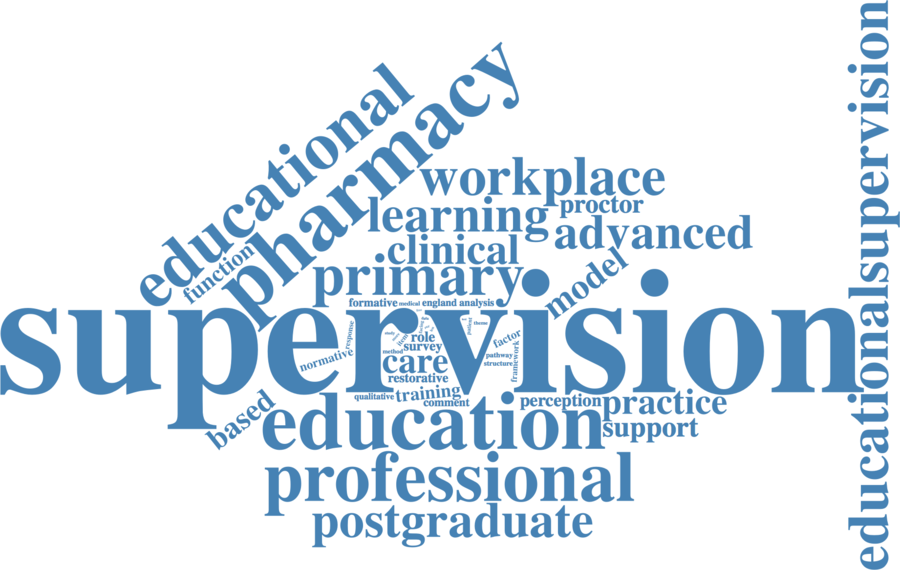 educational
pharmacy
function
workplace
proctor
learning
advanced
clinical
primary
model
supervision
educationalsupervision
formative
medical
england
analysis
response
normative
role
survey
method
care
restorative
qualitative
training
comment
factor
pathway
structure
framework
theme
based
perception
practice
education
support
professional
postgraduate